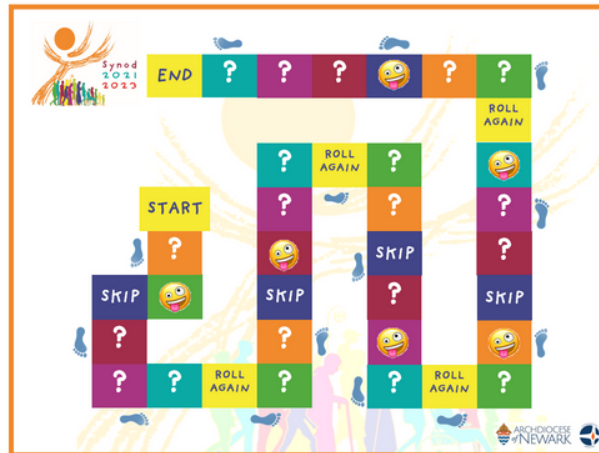 Synod
2021
2023
END ? ? ? ? ?
ROLL
AGAIN
? ROLL AGAIN ?
START ? ? ?
? SKIP ?
SKIP SKIP ? SKIP
? ?
? ? ROLL AGAIN ? ? ROLL AGAIN ?
ARCHDIOCESE
of NEWARK